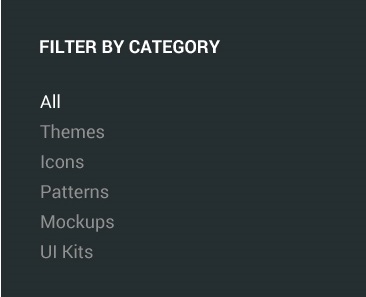 FILTER BY CATEGORY
All
Themes
Icons
Patterns
Mockups
UI Kits